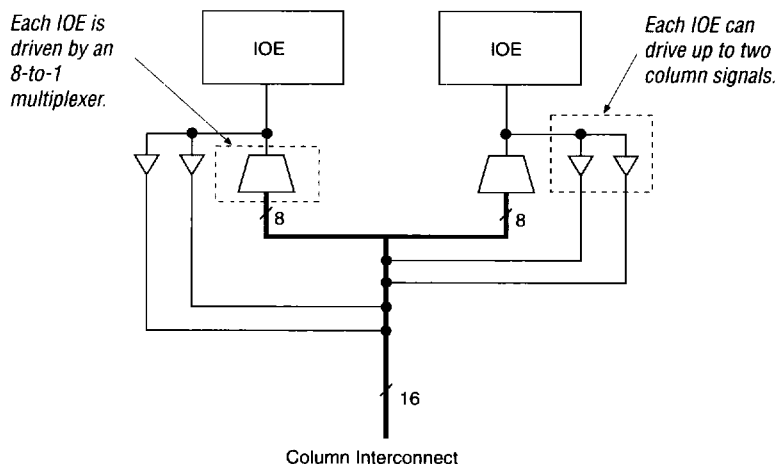 Each IOE is
driven by an
8-to-1
multiplexer.
IOE
IOE
Each IOE can
drive up to two
column signals.
8
8
16
Column Interconnect